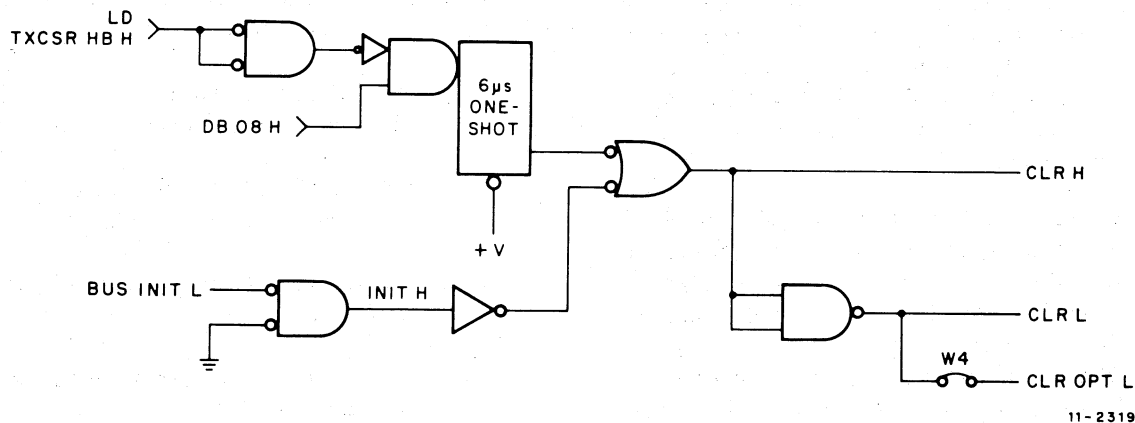 LD
TXCSR HB H
6µs
ONE-
SHOT
DB 08 H
CLR H
+ V
BUS INIT L
INIT H
CLR L
W4
CLR OPT L
11-2319